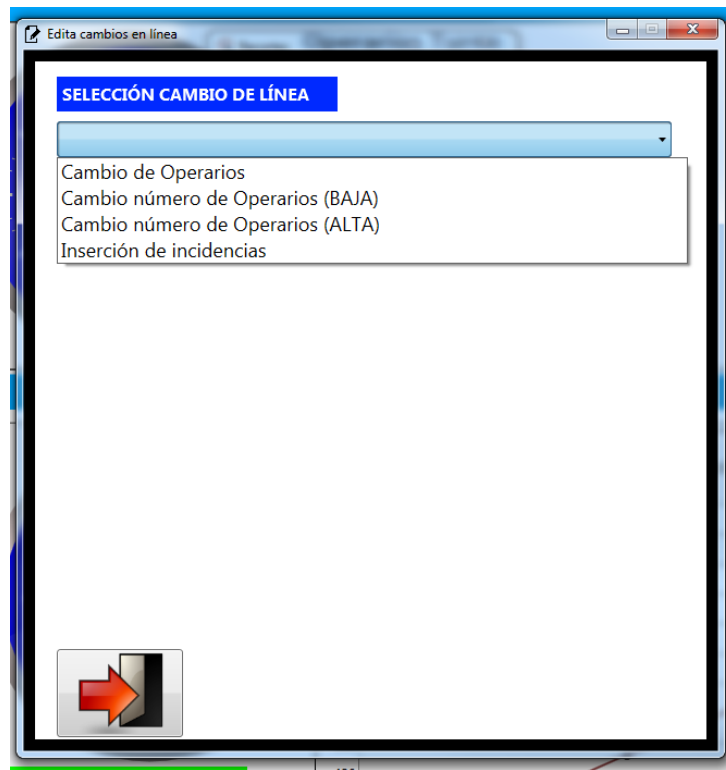 Edita cambios en línea
SELECCIÓN CAMBIO DE LÍNEA
Cambio de Operarios
Cambio número de Operarios (BAJA)
Cambio número de Operarios (ALTA)
Inserción de incidencias